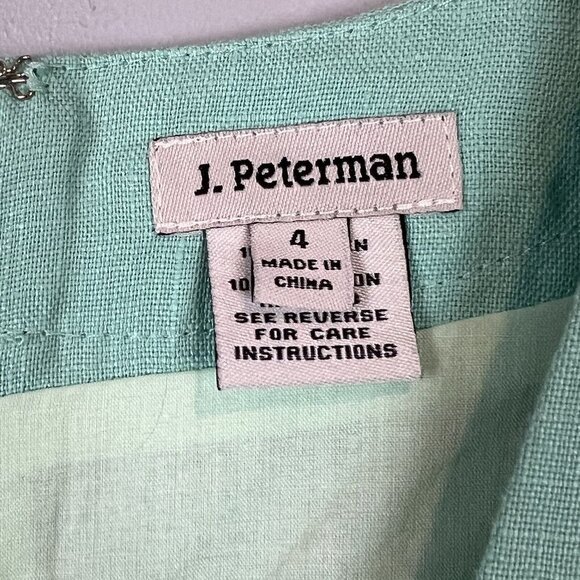 J. Peterman
4
MADE IN
CHINA
SEE REVERSE
FOR CARE
INSTRUCTIONS